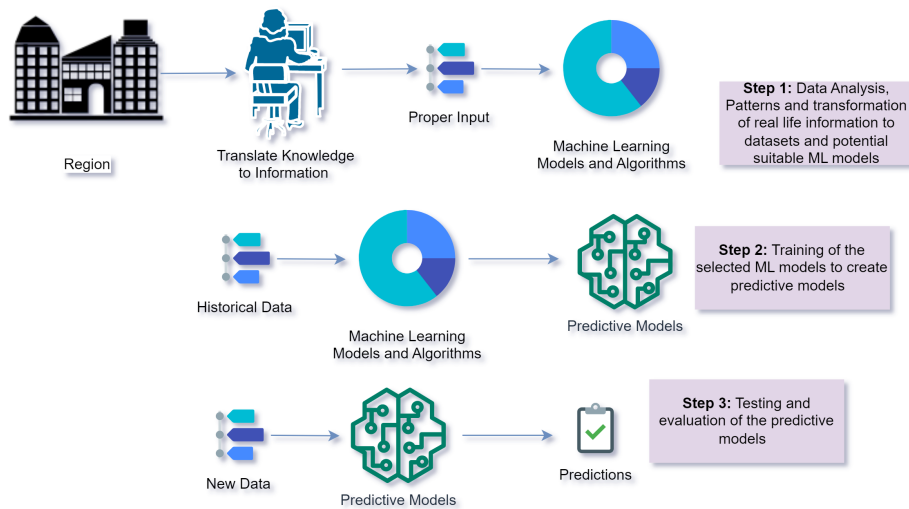 Region
Translate Knowledge
to Information
Proper Input
Machine Learning
Models and Algorithms
Step 1: Data Analysis,
Patterns and transformation
of real life information to
datasets and potential
suitable ML models
Historical Data
Machine Learning
Models and Algorithms
Predictive Models
Step 2: Training of the
selected ML models to create
predictive models
New Data
Predictive Models
Predictions
Step 3: Testing and
evaluation of the predictive
models